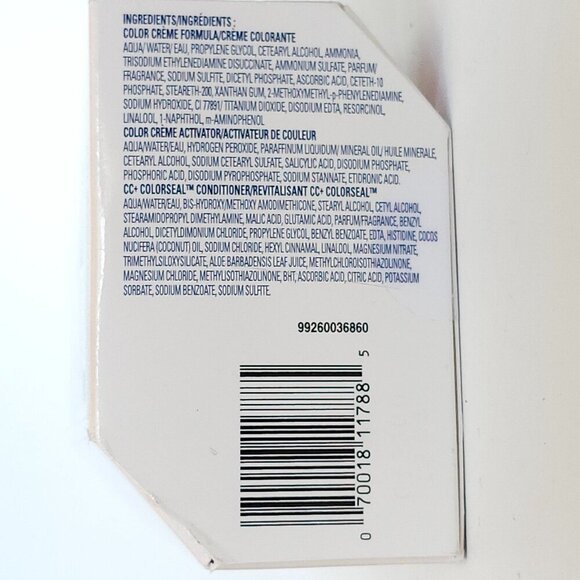 INGREDIENTS/INGRÉDIENTS :
COLOR CRÈME FORMULA/CRÈME COLORANTE
AQUA/ WATER/ EAU, PROPYLENE GLYCOL, CETEARYL ALCOHOL, AMMONIA,
TRISODIUM ETHYLENEDIAMINE DISUCCINATE, AMMONIUM SULFATE, PARFUM/
FRAGRANCE, SODIUM SULFITE, DICETYL PHOSPHATE, ASCORBIC ACID, CETETH-10
PHOSPHATE, STEARETH-200, XANTHAN GUM, 2-METHOXYMETHYL-p-PHENYLENEDIAMINE,
SODIUM HYDROXIDE, CI 77891/ TITANIUM DIOXIDE, DISODIUM EDTA, RESORCINOL,
LINALOOL, 1-NAPHTHOL, m-AMINOPHENOL
COLOR CRÈME ACTIVATOR/ACTIVATEUR DE COULEUR
AQUA/WATER/EAU, HYDROGEN PEROXIDE, PARAFFINUM LIQUIDUM/ MINERAL OIL/ HUILE MINERALE,
CETEARYL ALCOHOL, SODIUM CETEARYL SULFATE, SALICYLIC ACID, DISODIUM PHOSPHATE,
PHOSPHORIC ACID, DISODIUM PYROPHOSPHATE, SODIUM STANNATE, ETIDRONIC ACID.
CC+ COLORSEAL™ CONDITIONER/REVITALISANT CC+ COLORSEAL™
AQUA/WATER/EAU, BIS-HYDROXY/METHOXY AMODIMETHICONE, STEARYL ALCOHOL, CETYL ALCOHOL,
STEARAMIDOPROPYL DIMETHYLAMINE, MALIC ACID, GLUTAMIC ACID, PARFUM/FRAGRANCE, BENZYL
ALCOHOL, DICETYLDIMONIUM CHLORIDE, PROPYLENE GLYCOL, BENZYL BENZOATE, EDTA, HISTIDINE, COCOS
NUCIFERA (COCONUT) OIL, SODIUM CHLORIDE, HEXYL CINNAMAL, LINALOOL, MAGNESIUM NITRATE,
TRIMETHYLSILOXYSILICATE, ALOE BARBADENSIS LEAF JUICE, METHYLCHLOROISOTHIAZOLINONE,
MAGNESIUM CHLORIDE, METHYLISOTHIAZOLINONE, BHT, ASCORBIC ACID, CITRIC ACID, POTASSIUM
SORBATE, SODIUM BENZOATE, SODIUM SULFITE.
99260036860
0 70018 11788 5